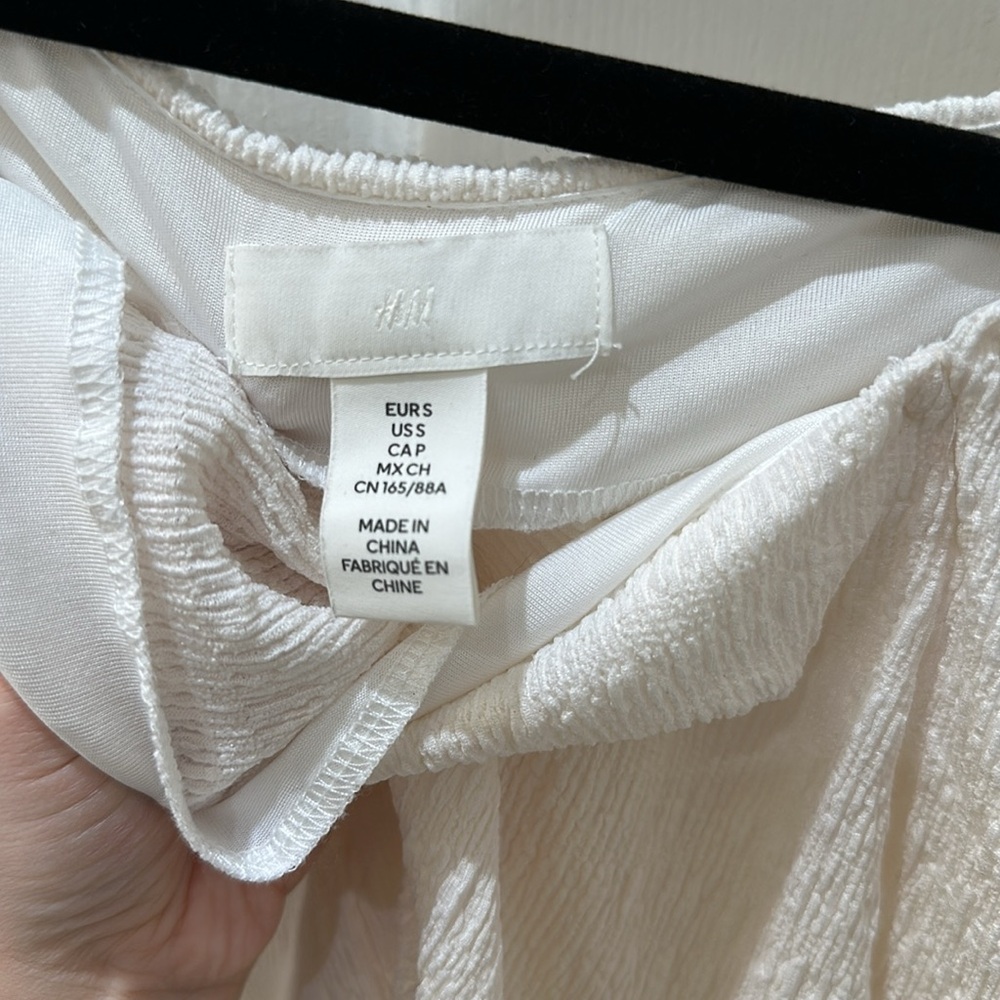 H&M
EUR S
US S
CA P
MX CH
CN 165/88A
MADE IN
CHINA
FABRIQUÉ EN
CHINE